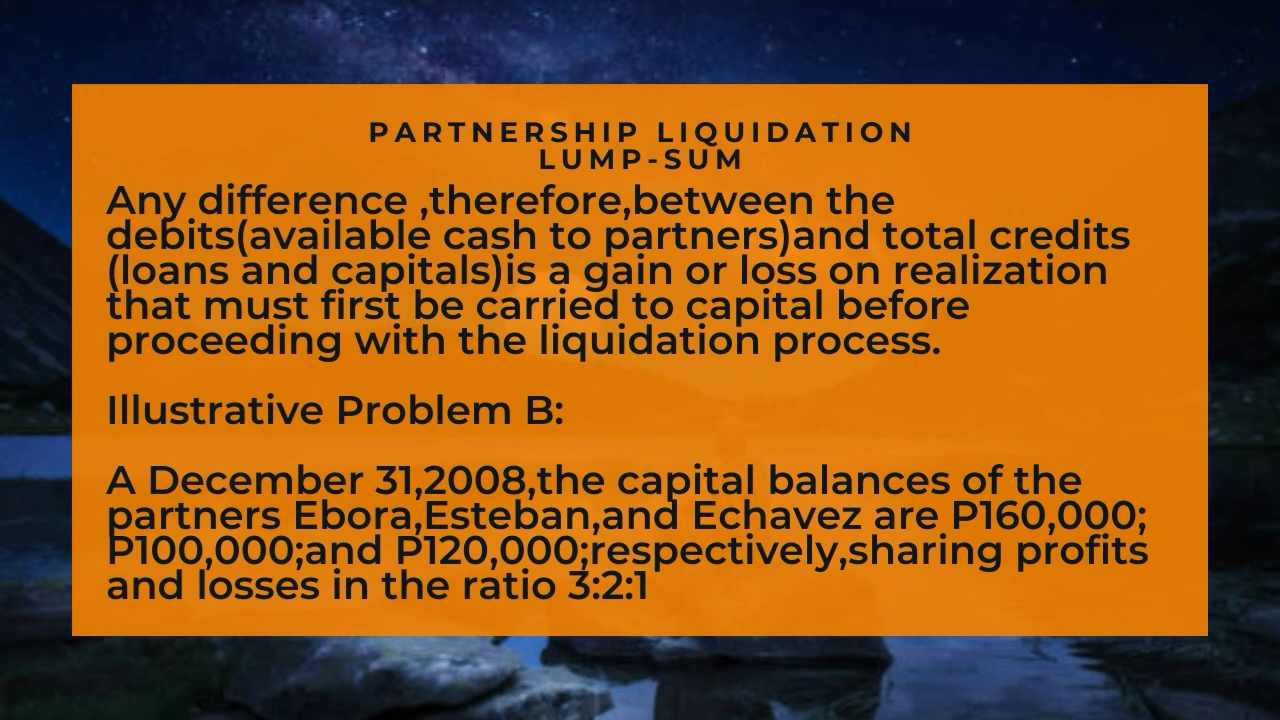 PARTNERSHIP LIQUIDATION
LUMP-SUM
Any difference ,therefore,between the
debits(available cash to partners)and total credits
(loans and capitals)is a gain or loss on realization
that must first be carried to capital before
proceeding with the liquidation process.
Illustrative Problem B:
A December 31,2008,the capital balances of the
partners Ebora,Esteban,and Echavez are P160,000;
P100,000;and P120,000;respectively,sharing profits
and losses in the ratio 3:2:1